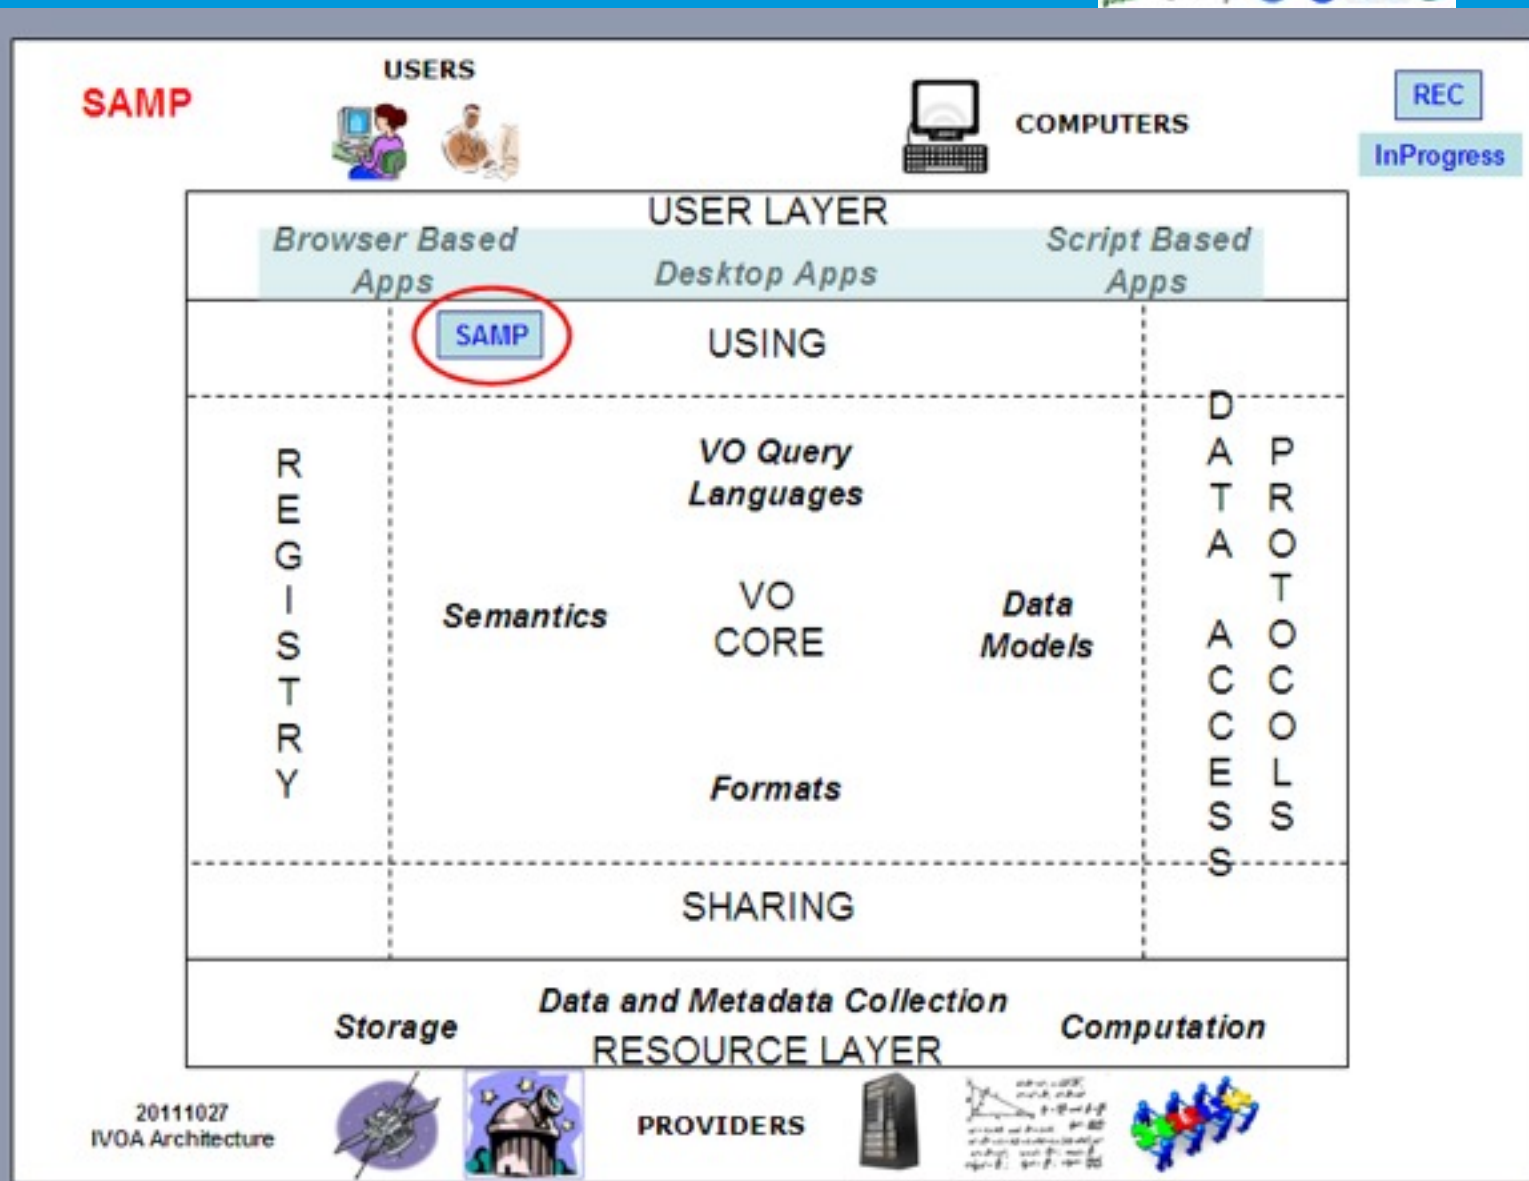 SAMP
USERS
COMPUTERS
REC
InProgress
USER LAYER
Browser Based
Apps
Desktop Apps
Script Based
Apps
SAMP
USING
REGISTRY
VO Query
Languages
Semantics
VO
CORE
Data
Models
Formats
DATA ACCESS
PROTOCOLS
SHARING
Data and Metadata Collection
Storage
Computation
RESOURCE LAYER
20111027
IVOA Architecture
PROVIDERS